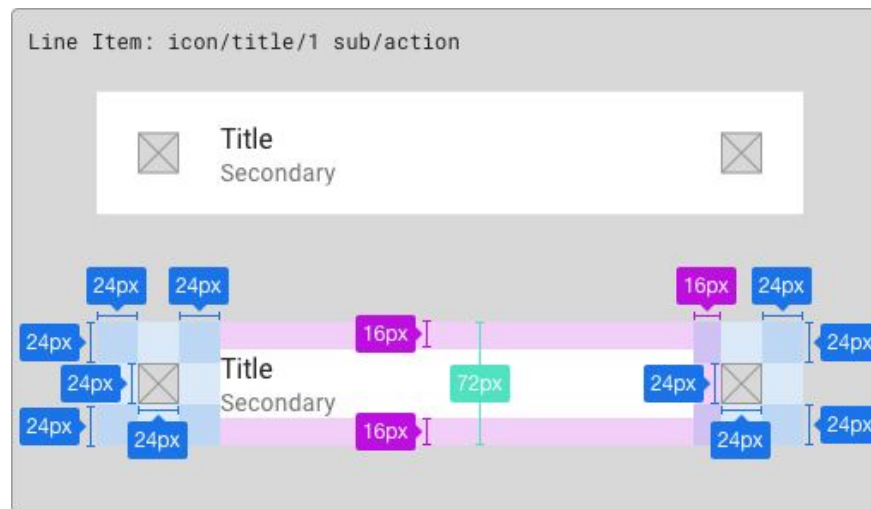 Line Item: icon/title/1 sub/action
Title
Secondary
24px 24px 16px 24px
24px 16px 24px
Title
24px 72px 24px
Secondary
24px 24px 16px 24px 24px